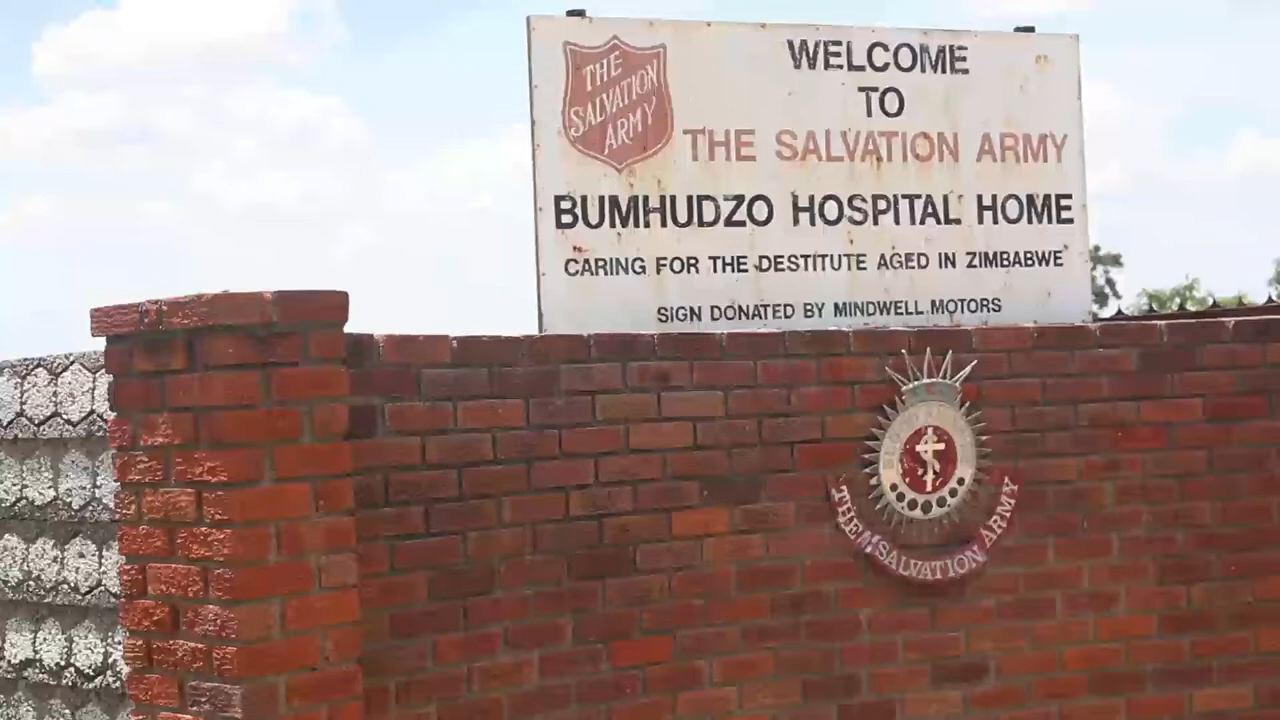 THE
SALVATION
ARMY
WELCOME
TO
THE SALVATION ARMY
BUMHUDZO HOSPITAL HOME
CARING FOR THE DESTITUTE AGED IN ZIMBABWE
SIGN DONATED BY MINDWELL MOTORS
THE SALVATION ARMY